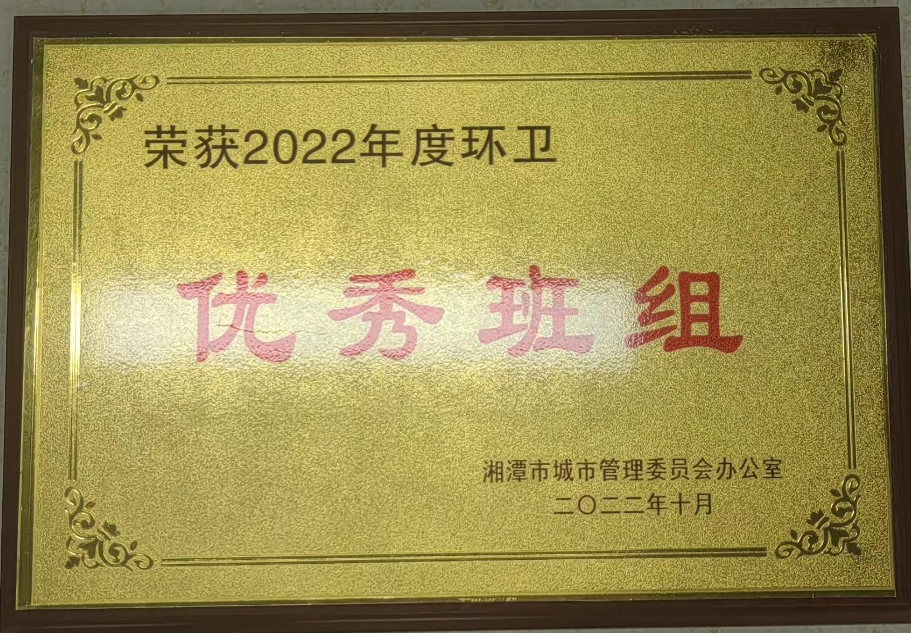 荣获2022年度环卫
优秀班组
湘潭市城市管理委员会办公室
二〇二二年十月